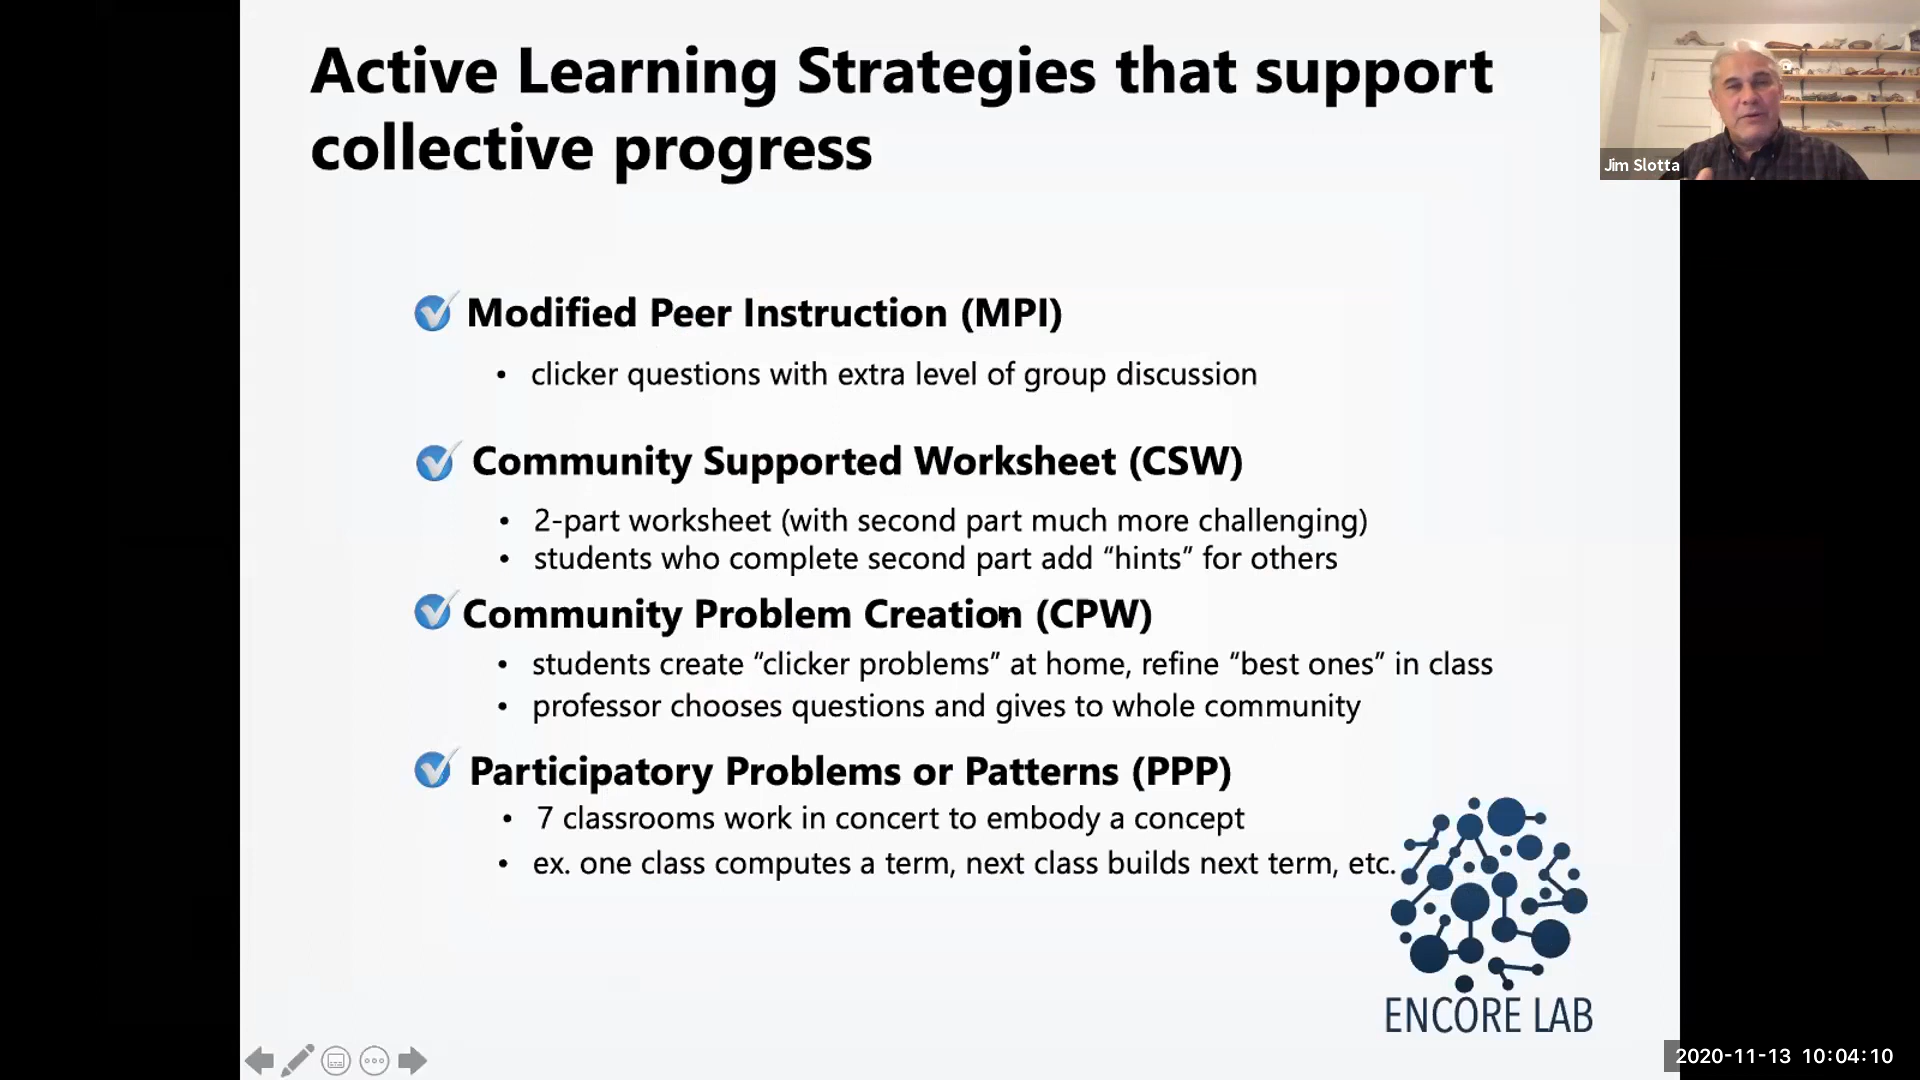 Active Learning Strategies that support
collective progress
Jim Slotta
Modified Peer Instruction (MPI)
• clicker questions with extra level of group discussion
Community Supported Worksheet (CSW)
• 2-part worksheet (with second part much more challenging)
• students who complete second part add “hints” for others
Community Problem Creation (CPW)
• students create “clicker problems” at home, refine “best ones” in class
• professor chooses questions and gives to whole community
Participatory Problems or Patterns (PPP)
• 7 classrooms work in concert to embody a concept
• ex. one class computes a term, next class builds next term, etc.
ENCORE LAB
2020-11-13 10:04:10